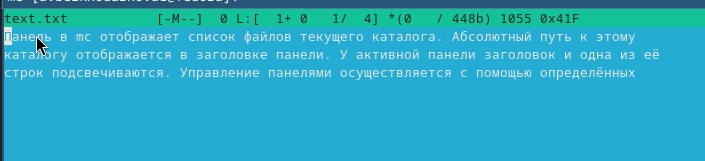 text.txt [-M--] 0 L:[ 1+ 0 1/ 4] *(0 / 448b) 1055 0x41F
Панель в mc отображает список файлов текущего каталога. Абсолютный путь к этому
каталогу отображается в заголовке панели. У активной панели заголовок и одна из её
строк подсвечиваются. Управление панелями осуществляется с помощью определённых